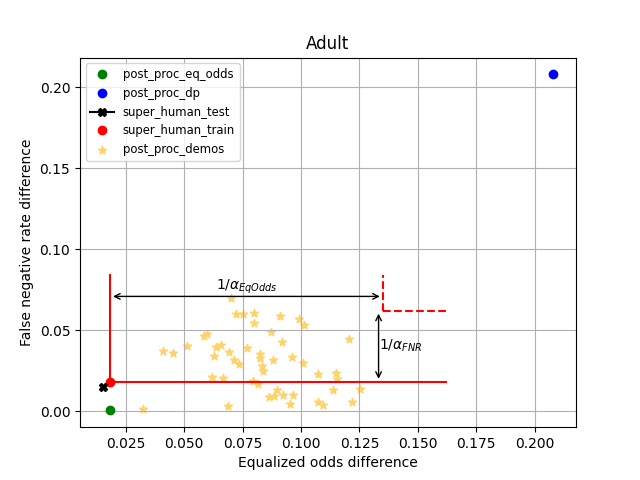 Adult
post_proc_eq_odds
post_proc_dp
super_human_test
super_human_train
post_proc_demos
False negative rate difference
0.20
0.15
0.10
0.05
0.00
1/α_EqOdds
1/α_FNR
0.025 0.050 0.075 0.100 0.125 0.150 0.175 0.200
Equalized odds difference